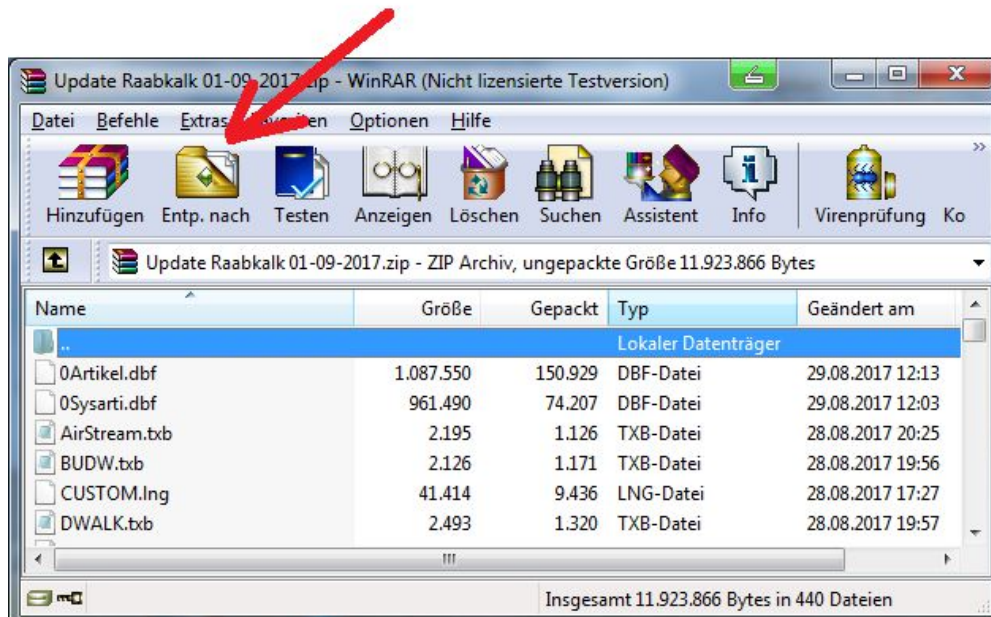 Update Raabkalk 01-09-2017.zip - WinRAR (Nicht lizensierte Testversion)
Datei Befehle Extras Favoriten Optionen Hilfe
Hinzufügen Entp. nach Testen Anzeigen Löschen Suchen Assistent Info Virenprüfung Ko
Update Raabkalk 01-09-2017.zip - ZIP Archiv, ungepackte Größe 11.923.866 Bytes
Name Größe Gepackt Typ Geändert am
.. Lokaler Datenträger
0Artikel.dbf 1.087.550 150.929 DBF-Datei 29.08.2017 12:13
0Sysarti.dbf 961.490 74.207 DBF-Datei 29.08.2017 12:03
AirStream.txb 2.195 1.126 TXB-Datei 28.08.2017 20:25
BUDW.txb 2.126 1.171 TXB-Datei 28.08.2017 19:56
CUSTOM.lng 41.414 9.436 LNG-Datei 28.08.2017 17:27
DWALK.txb 2.493 1.320 TXB-Datei 28.08.2017 19:57
Insgesamt 11.923.866 Bytes in 440 Dateien